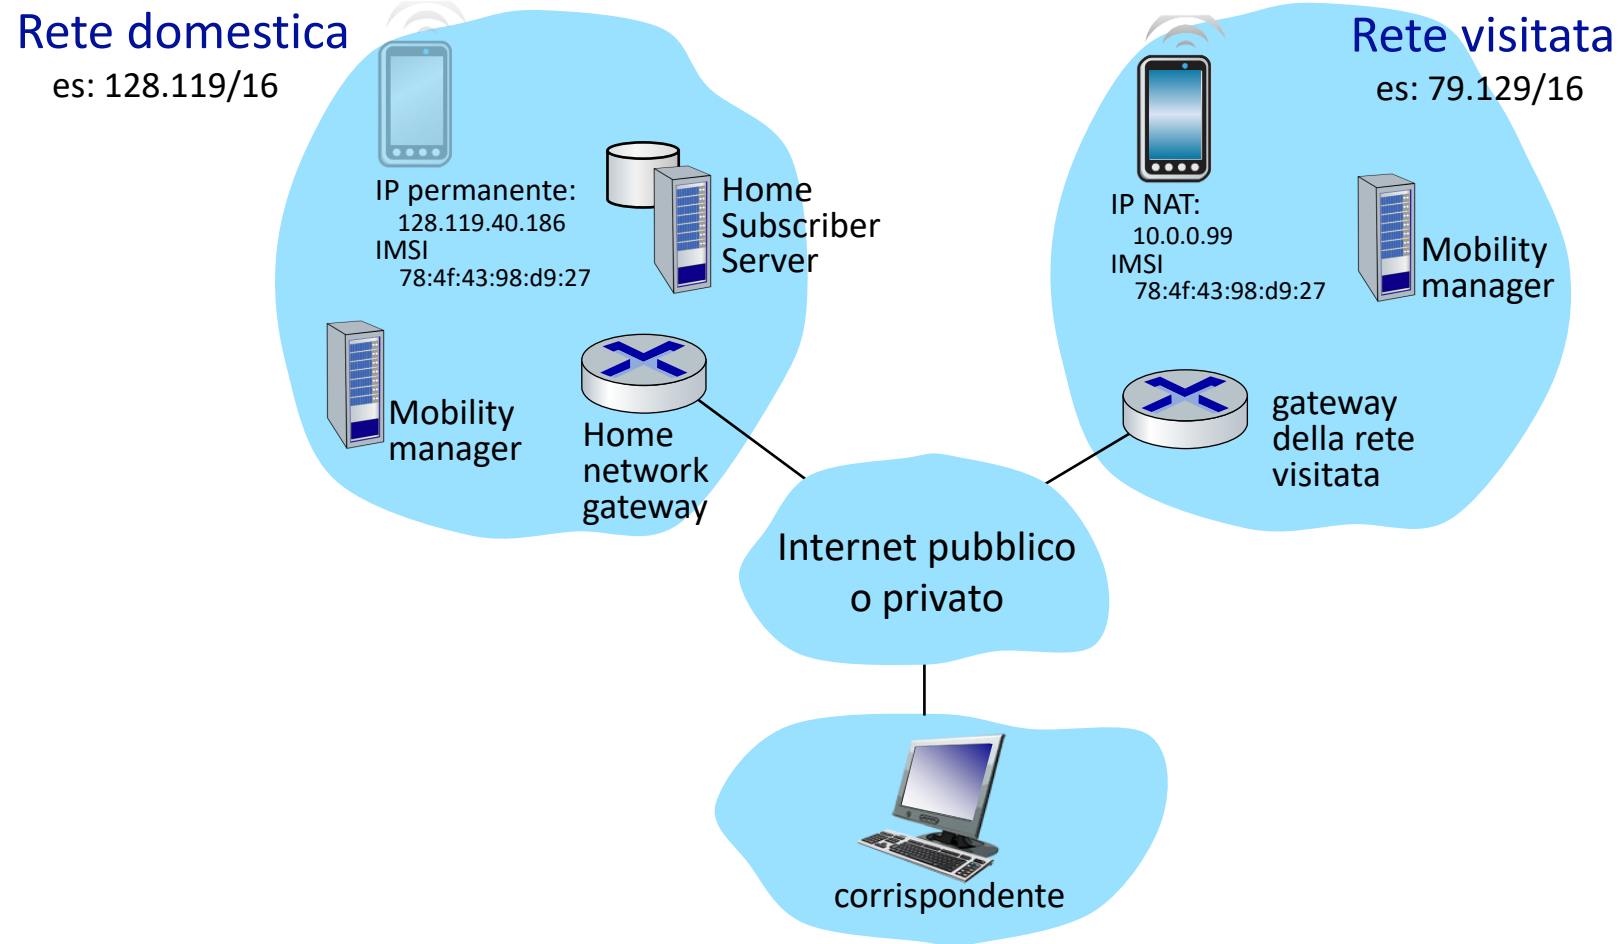 Rete domestica
es: 128.119/16
IP permanente:
128.119.40.186
IMSI
78:4f:43:98:d9:27
Home
Subscriber
Server
Mobility
manager
Home
network
gateway
Rete visitata
es: 79.129/16
IP NAT:
10.0.0.99
IMSI
78:4f:43:98:d9:27
Mobility
manager
gateway
della rete
visitata
Internet pubblico
o privato
corrispondente